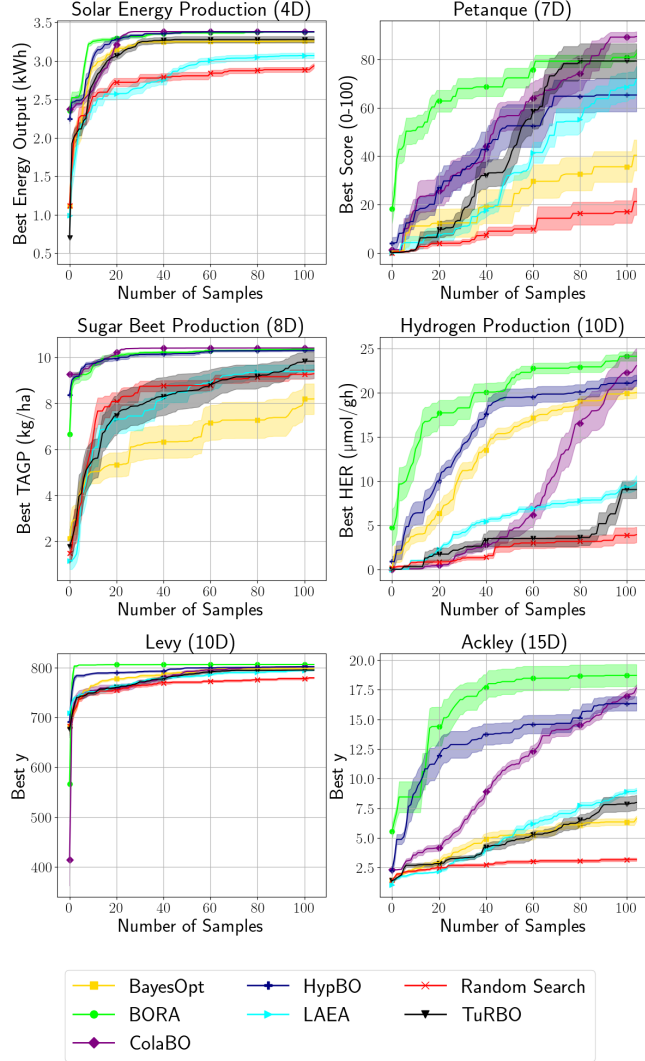 Solar Energy Production (4D)
Best Energy Output (kWh)
3.5
3.0
2.5
2.0
1.5
1.0
0.5
0 20 40 60 80 100
Number of Samples
Petanque (7D)
Best Score (0-100)
80
60
40
20
0
0 20 40 60 80 100
Number of Samples
Sugar Beet Production (8D)
Best TAGP (kg/ha)
10
8
6
4
2
0 20 40 60 80 100
Number of Samples
Hydrogen Production (10D)
Best HER (μmol/gh)
25
20
15
10
5
0
0 20 40 60 80 100
Number of Samples
Levy (10D)
Best y
800
700
600
500
400
0 20 40 60 80 100
Number of Samples
Ackley (15D)
Best y
20.0
17.5
15.0
12.5
10.0
7.5
5.0
2.5
0 20 40 60 80 100
Number of Samples
BayesOpt HypBO Random Search
BORA LAEA TuRBO
ColaBO